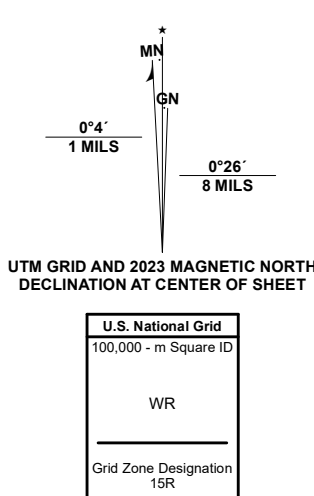 MN
GN
0°4´
1 MILS
0°26´
8 MILS
UTM GRID AND 2023 MAGNETIC NORTH
DECLINATION AT CENTER OF SHEET
U.S. National Grid
100,000 - m Square ID
WR
Grid Zone Designation
15R